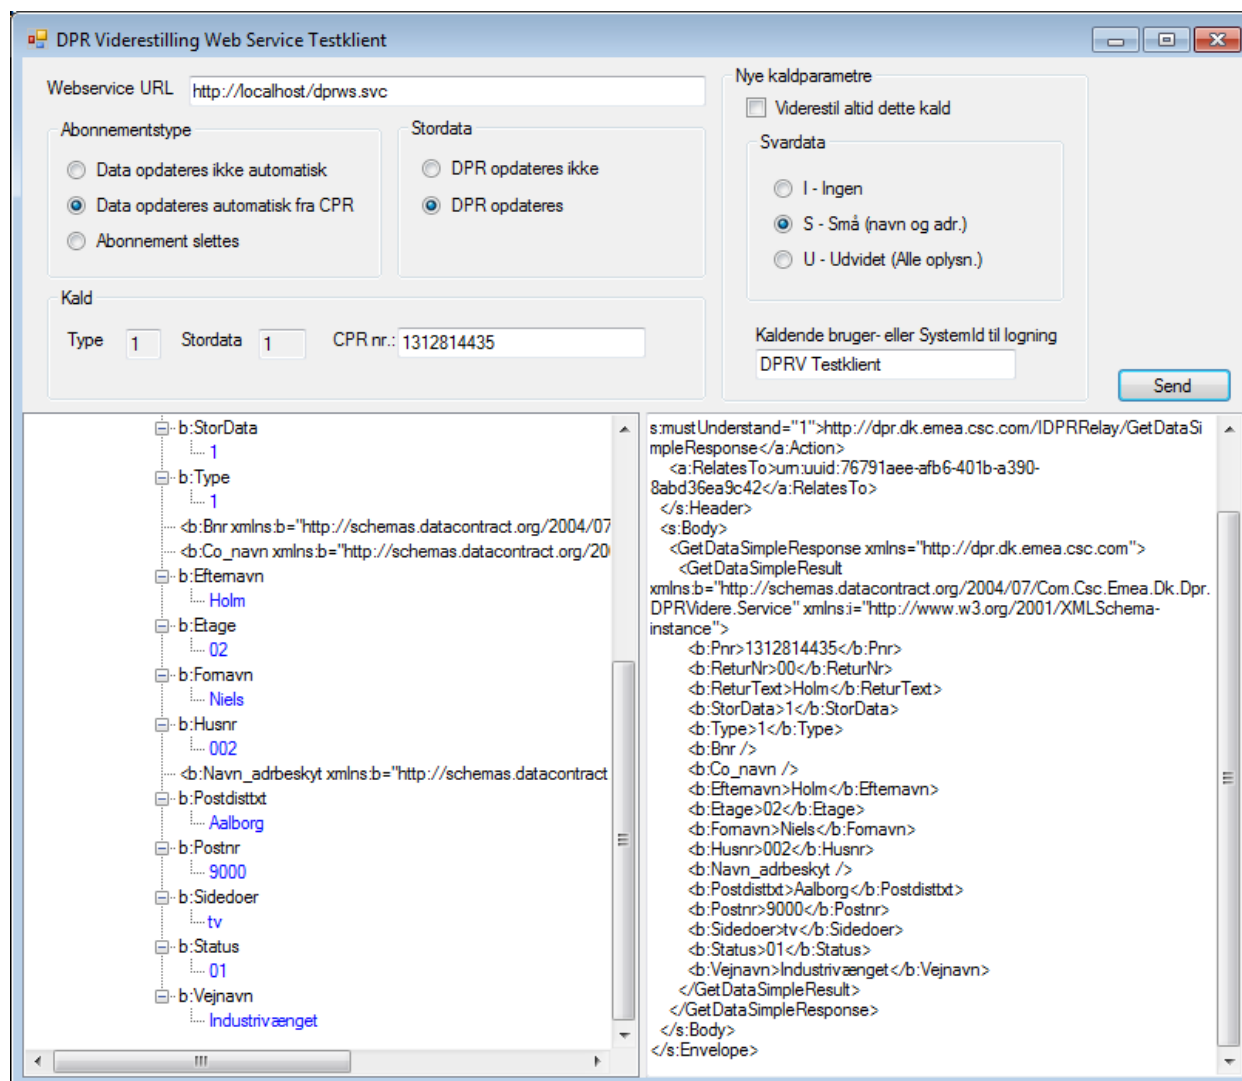 DPR Viderestilling Web Service Testklient
Webservice URL http://localhost/dprws.svc
Abonnementstype
Data opdateres ikke automatisk
Data opdateres automatisk fra CPR
Abonnement slettes
Stordata
DPR opdateres ikke
DPR opdateres
Nye kaldparametre
Viderestil altid dette kald
Svardata
I - Ingen
S - Små (navn og adr.)
U - Udvidet (Alle oplysn.)
Kald
Type 1 Stordata 1 CPR nr.: 1312814435
Kaldende bruger- eller SystemId til logning
DPRV Testklient
Send
b:StorData
1
b:Type
1
<b:Bnr xmlns:b="http://schemas.datacontract.org/2004/07
<b:Co_navn xmlns:b="http://schemas.datacontract.org/20
b:Efternavn
Holm
b:Etage
02
b:Fornavn
Niels
b:Husnr
002
<b:Navn_adrbeskyt xmlns:b="http://schemas.datacontract
b:Postdisttxt
Aalborg
b:Postnr
9000
b:Sidedoer
tv
b:Status
01
b:Vejnavn
Industrivænget
s:mustUnderstand="1">http://dpr.dk.emea.csc.com/IDPRRelay/GetDataSi
mpleResponse</a:Action>
<a:RelatesTo>urn:uuid:76791aee-afb6-401b-a390-
8abd36ea9c42</a:RelatesTo>
</s:Header>
<s:Body>
<GetDataSimpleResponse xmlns="http://dpr.dk.emea.csc.com">
<GetDataSimpleResult
xmlns:b="http://schemas.datacontract.org/2004/07/Com.Csc.Emea.Dk.Dpr.
DPRVidere.Service" xmlns:i="http://www.w3.org/2001/XMLSchema-
instance">
<b:Pnr>1312814435</b:Pnr>
<b:ReturNr>00</b:ReturNr>
<b:ReturText>Holm</b:ReturText>
<b:StorData>1</b:StorData>
<b:Type>1</b:Type>
<b:Bnr />
<b:Co_navn />
<b:Efternavn>Holm</b:Efternavn>
<b:Etage>02</b:Etage>
<b:Fornavn>Niels</b:Fornavn>
<b:Husnr>002</b:Husnr>
<b:Navn_adrbeskyt />
<b:Postdisttxt>Aalborg</b:Postdisttxt>
<b:Postnr>9000</b:Postnr>
<b:Sidedoer>tv</b:Sidedoer>
<b:Status>01</b:Status>
<b:Vejnavn>Industrivænget</b:Vejnavn>
</GetDataSimpleResult>
</GetDataSimpleResponse>
</s:Body>
</s:Envelope>